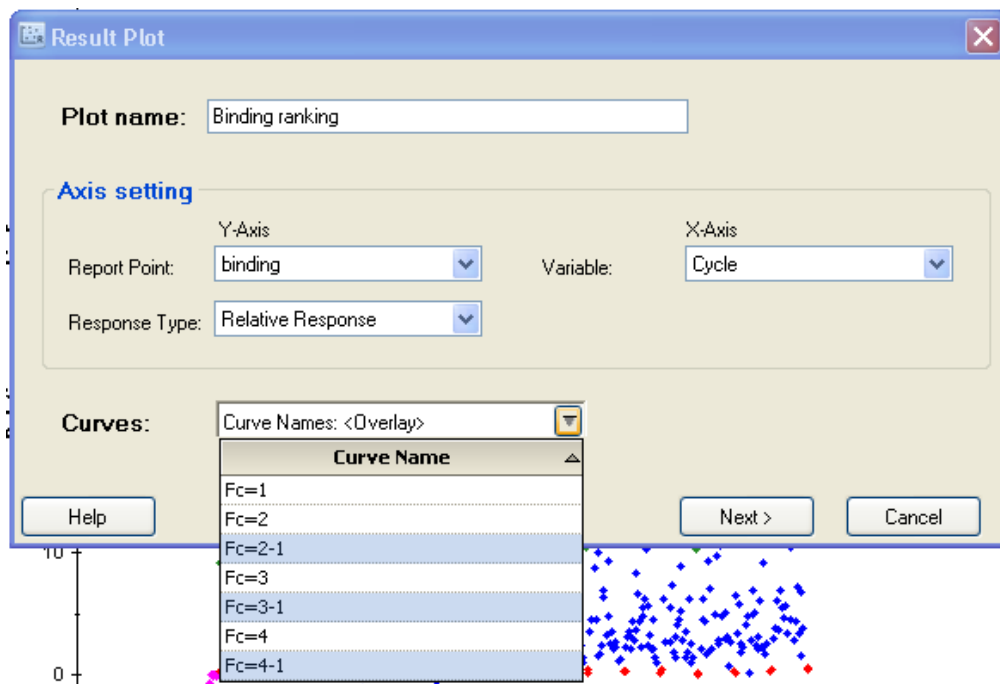 Result Plot
Plot name: Binding ranking
Axis setting
Y-Axis X-Axis
Report Point: binding Variable: Cycle
Response Type: Relative Response
Curves: Curve Names: <Overlay>
Curve Name
Fc=1
Help Fc=2 Next > Cancel
Fc=2-1
10
Fc=3
Fc=3-1
Fc=4
Fc=4-1
0